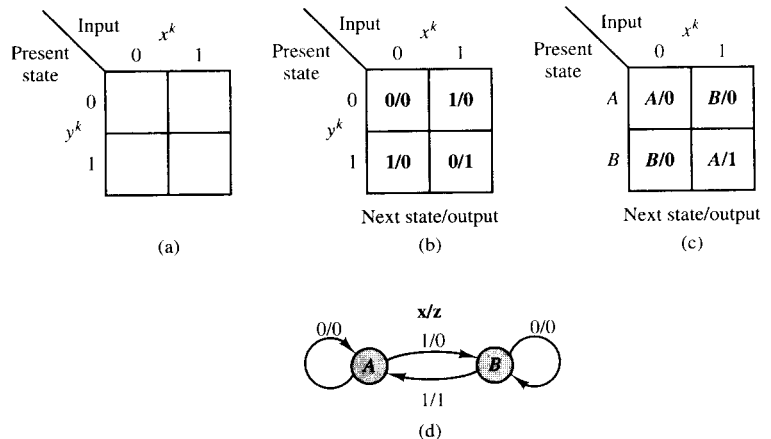 Input
x^k
Present
state
0 1
0
y^k
1
(a)
Input
x^k
Present
state
0 1
0 0/0 1/0
y^k
1 1/0 0/1
Next state/output
(b)
Input
x^k
Present
state
0 1
A A/0 B/0
B B/0 A/1
Next state/output
(c)
x/z
0/0 1/0 0/0
A B
1/1
(d)